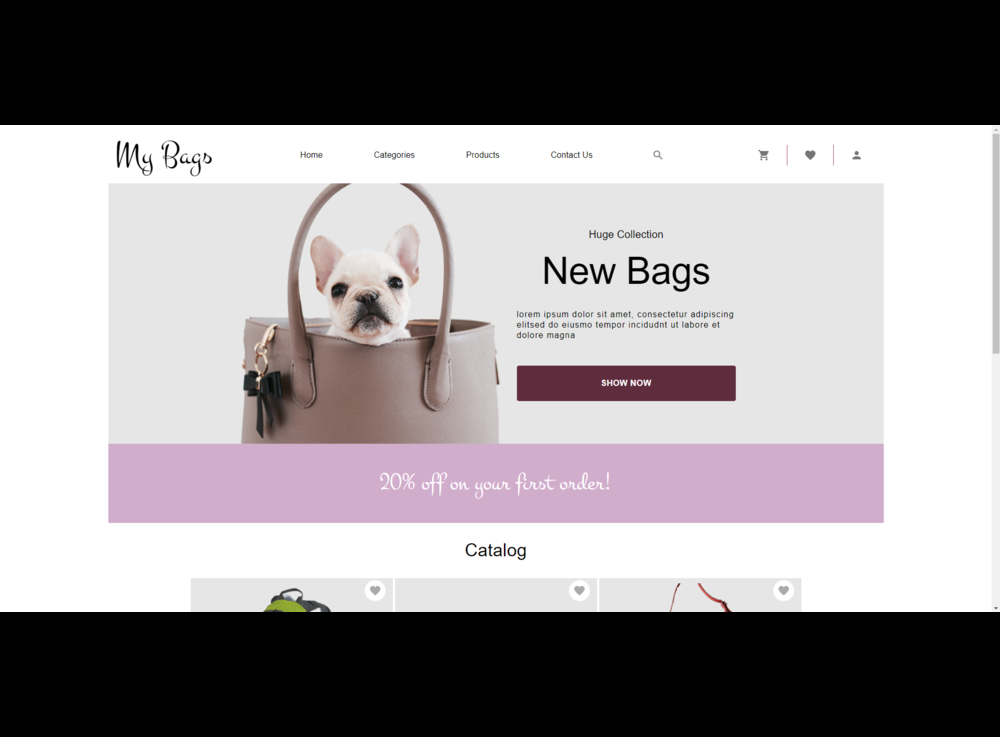 My Bags
Home
Categories
Products
Contact Us
Huge Collection
New Bags
lorem ipsum dolor sit amet, consectetur adipiscing
elitsed do eiusmo tempor incidudnt ut labore et
dolore magna
SHOW NOW
20% off on your first order!
Catalog